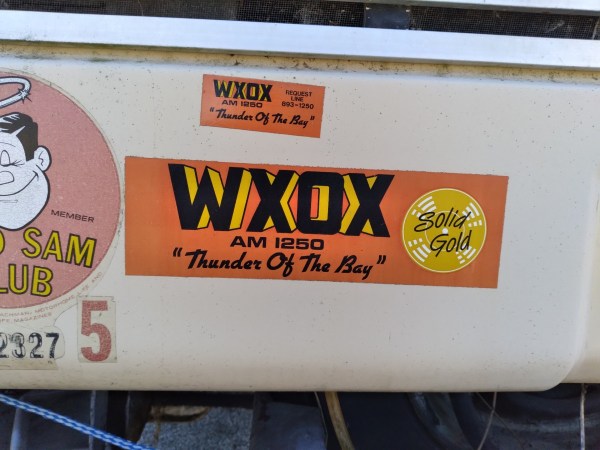 WXOX
AM 1250
REQUEST
LINE
893-1250
"Thunder Of The Bay"
WXOX
AM 1250
"Thunder Of The Bay"
Solid
Gold
MEMBER
SAM
LUB
2327
5